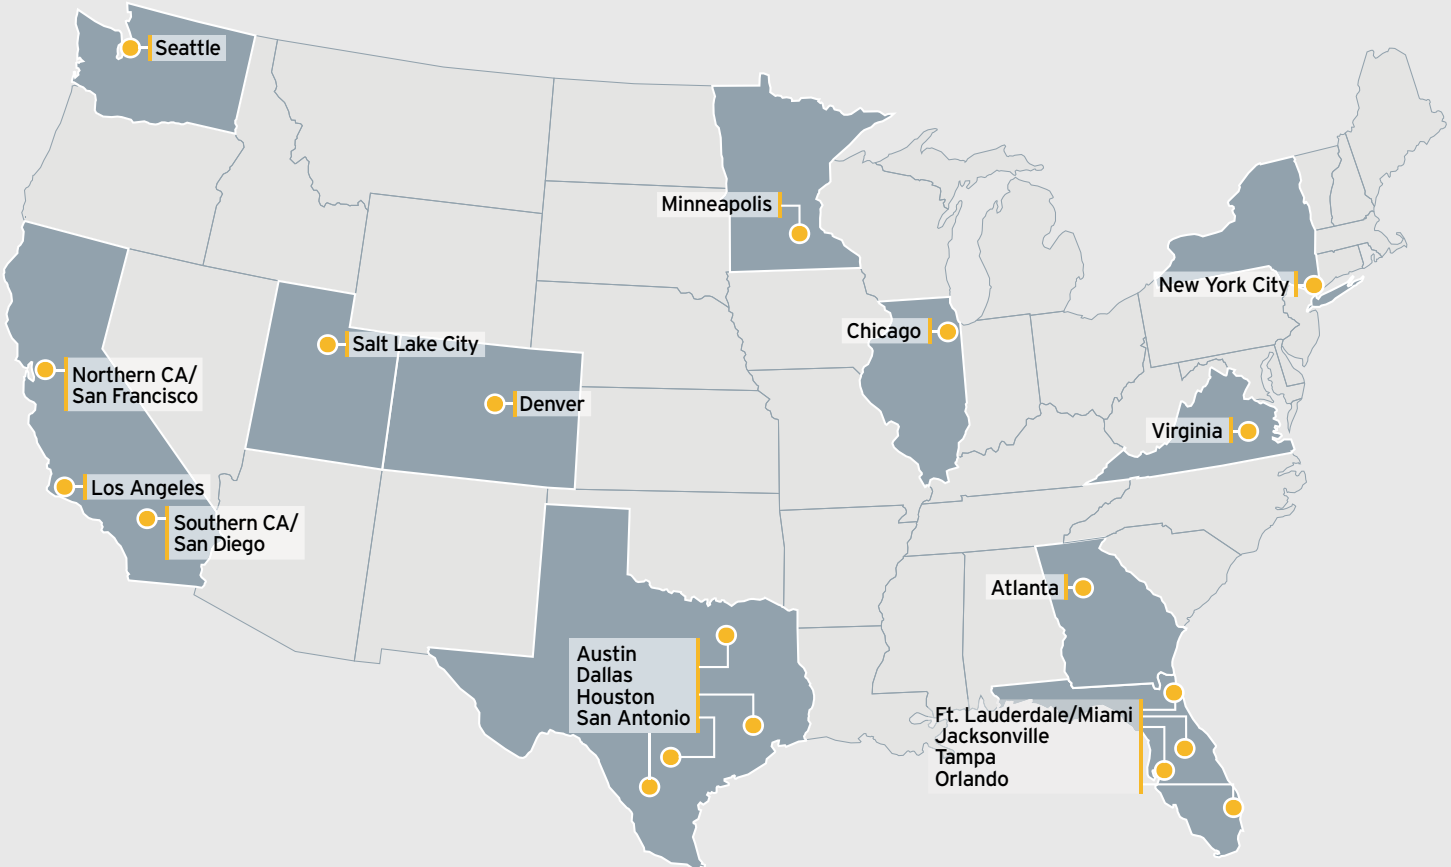 Seattle
Minneapolis
New York City
Chicago
Salt Lake City
Northern CA/
San Francisco
Denver
Virginia
Los Angeles
Southern CA/
San Diego
Atlanta
Austin
Dallas
Houston
San Antonio
Ft. Lauderdale/Miami
Jacksonville
Tampa
Orlando